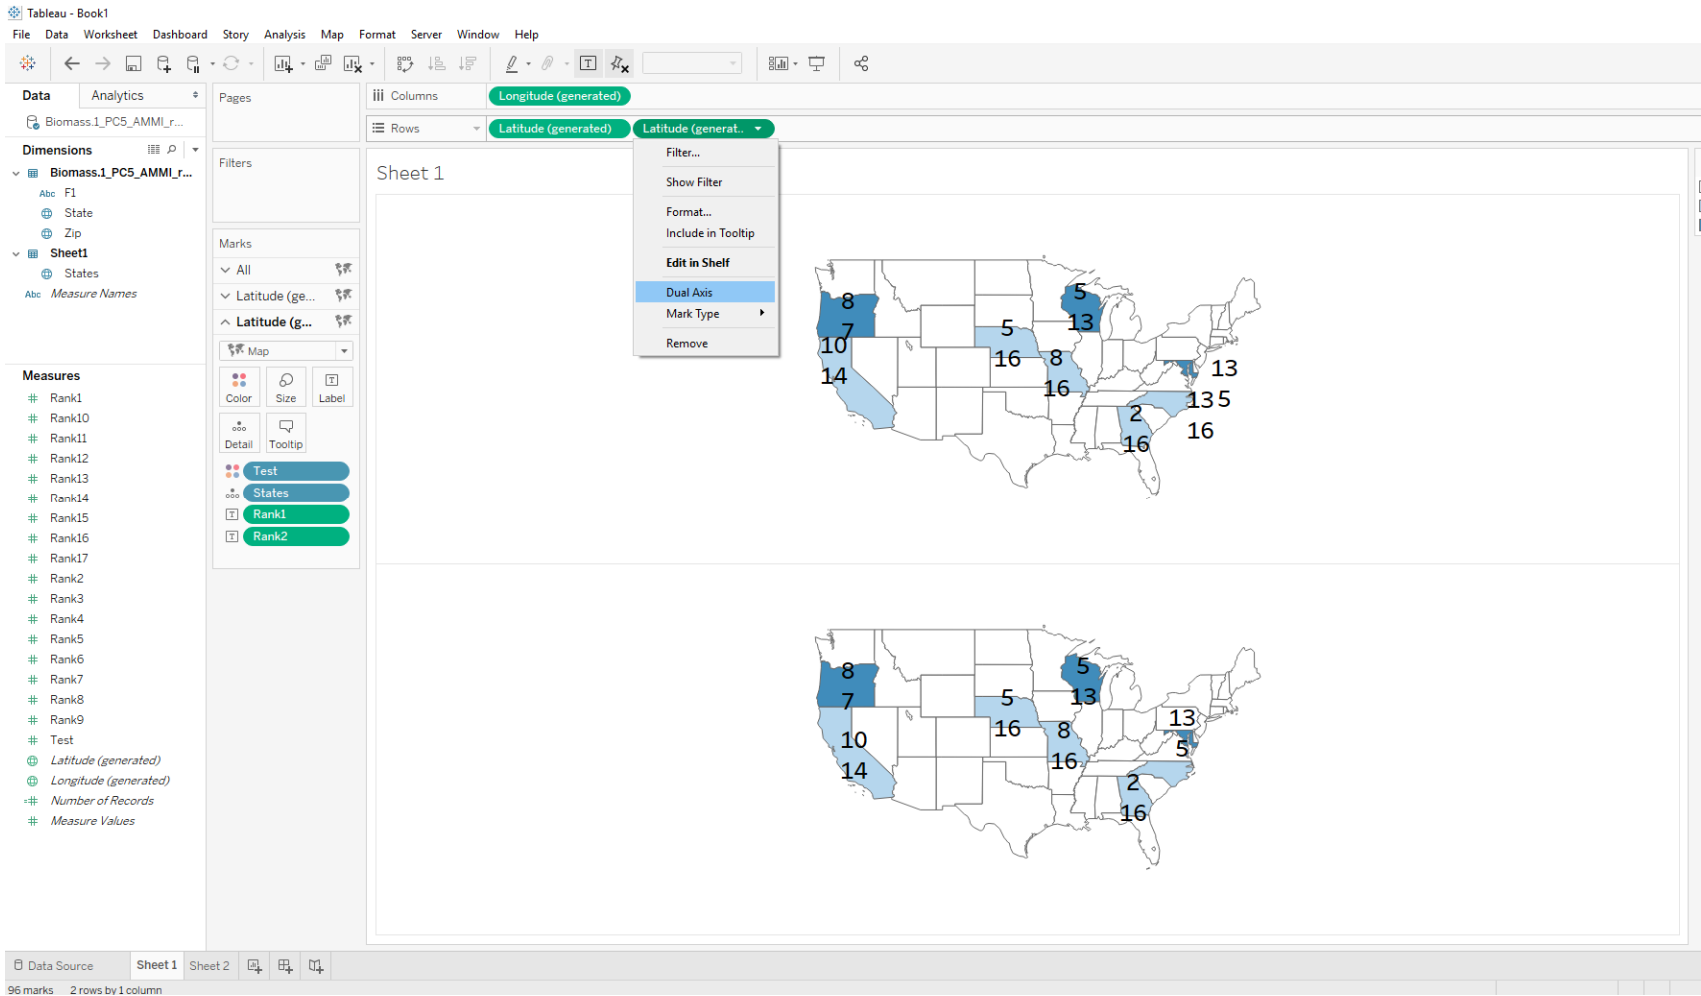 Tableau - Book1
File Data Worksheet Dashboard Story Analysis Map Format Server Window Help
Data Analytics
Pages
Columns
Longitude (generated)
Biomass.1_PC5_AMMI_r...
Rows
Latitude (generated)
Latitude (generat..
Dimensions
Filters
Biomass.1_PC5_AMMI_r...
Abc F1
State
Zip
Sheet1
States
Abc Measure Names
Marks
All
Latitude (ge...
Latitude (g...
Map
Color Size Label
Detail Tooltip
Test
States
Rank1
Rank2
Measures
Rank1
Rank10
Rank11
Rank12
Rank13
Rank14
Rank15
Rank16
Rank17
Rank2
Rank3
Rank4
Rank5
Rank6
Rank7
Rank8
Rank9
Test
Latitude (generated)
Longitude (generated)
Number of Records
Measure Values
Sheet 1
Filter...
Show Filter
Format...
Include in Tooltip
Edit in Shelf
Dual Axis
Mark Type
Remove
8
7
10
14
5
16
5
13
8
16
13
5
13
16
2
16
8
7
10
14
5
16
5
13
8
16
13
5
2
16
Data Source Sheet 1 Sheet 2
96 marks 2 rows by 1 column